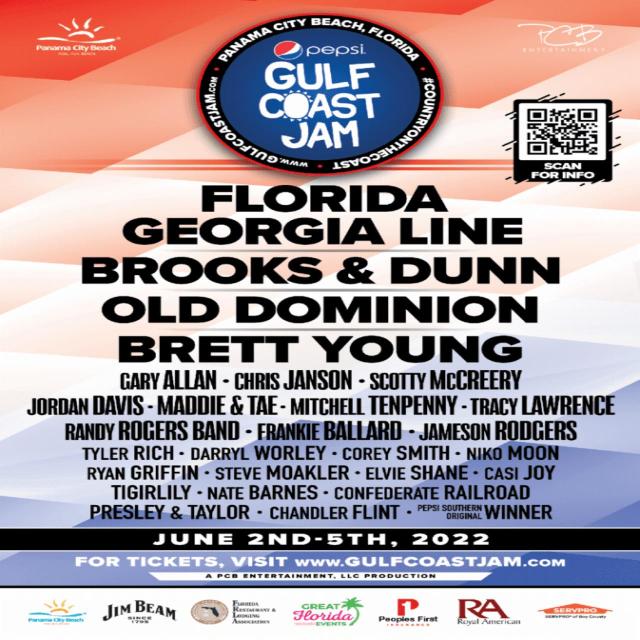 Panama City Beach
PCB
ENTERTAINMENT
PANAMA CITY BEACH, FLORIDA
pepsi
GULF
COAST
JAM
WWW.GULFCOASTJAM.com
#COUNTRYONTHECOAST
SCAN
FOR INFO
FLORIDA
GEORGIA LINE
BROOKS & DUNN
OLD DOMINION
BRETT YOUNG
GARY ALLAN · CHRIS JANSON · SCOTTY McCREERY
JORDAN DAVIS · MADDIE & TAE · MITCHELL TENPENNY · TRACY LAWRENCE
RANDY ROGERS BAND · FRANKIE BALLARD · JAMESON RODGERS
TYLER RICH · DARRYL WORLEY · COREY SMITH · NIKO MOON
RYAN GRIFFIN · STEVE MOAKLER · ELVIE SHANE · CASI JOY
TIGIRLILY · NATE BARNES · CONFEDERATE RAILROAD
PRESLEY & TAYLOR · CHANDLER FLINT · PEPSI SOUTHERN ORIGINAL WINNER
JUNE 2ND-5TH, 2022
FOR TICKETS, VISIT WWW.GULFCOASTJAM.COM
A PCB ENTERTAINMENT, LLC PRODUCTION
Panama City Beach
JIM BEAM
SINCE 1795
FLORIDA
RESTAURANT &
LODGING
ASSOCIATION
GREAT
Florida
EVENTS
Peoples First
INSURANCE
RA
Royal American
SERVPRO
SERVPRO of Bay County